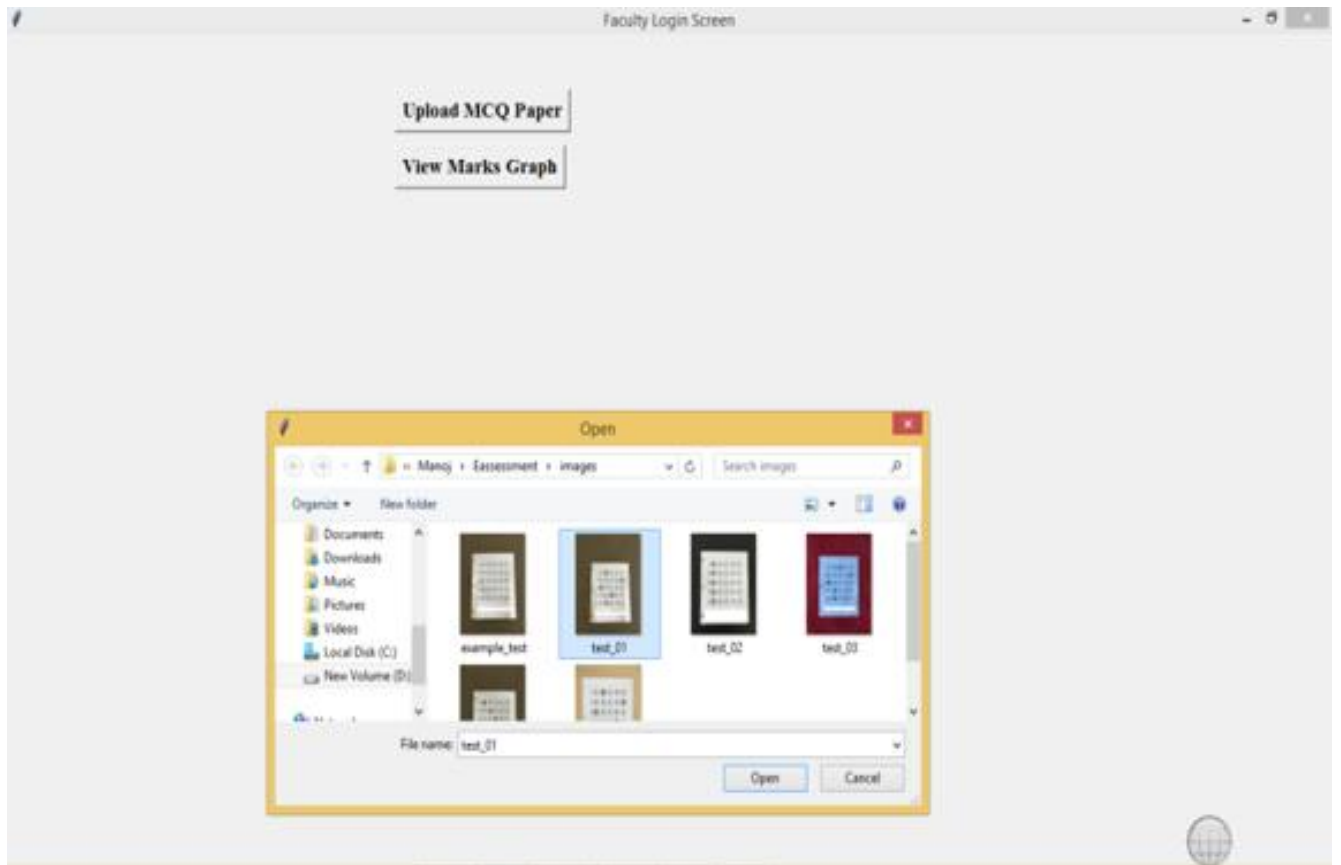 Faculty Login Screen
Upload MCQ Paper
View Marks Graph
Open
« Manoj › Eassessment › images
Search images
Organize
New folder
Documents
Downloads
Music
Pictures
Videos
Local Disk (C:)
New Volume (D:)
example_test
test_01
test_02
test_03
File name:
test_01
Open
Cancel